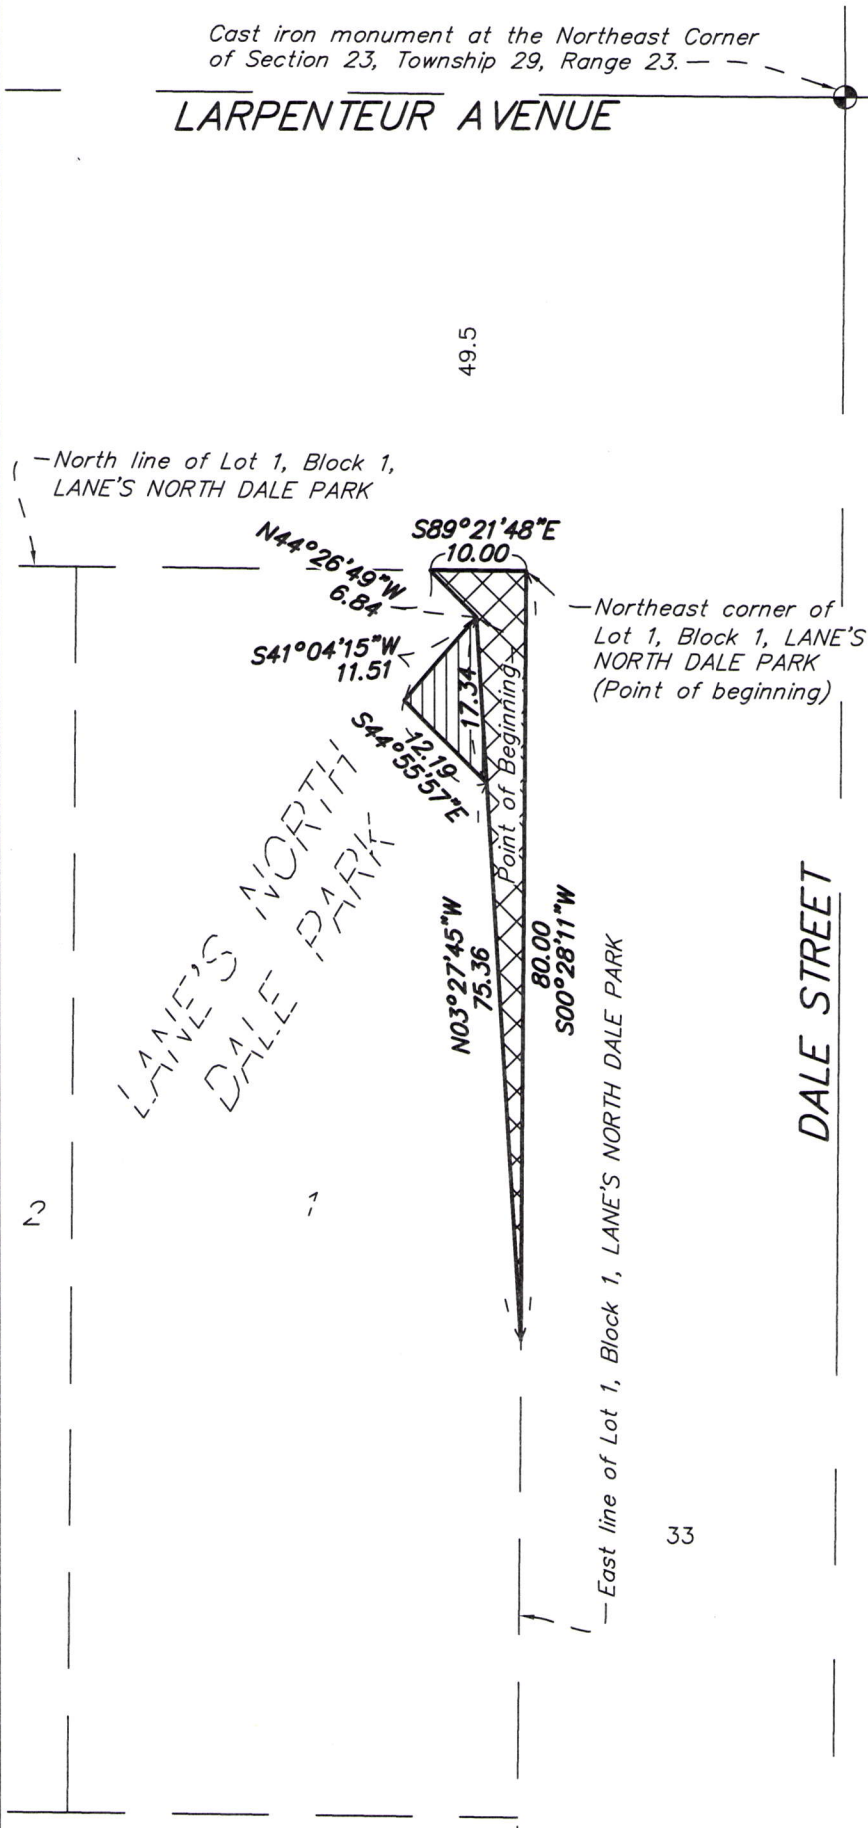 Cast iron monument at the Northeast Corner
of Section 23, Township 29, Range 23.
LARPENTEUR AVENUE
49.5
North line of Lot 1, Block 1,
LANE'S NORTH DALE PARK
S89°21'48"E
10.00
N44°26'49"W
6.84
Northeast corner of
Lot 1, Block 1, LANE'S
NORTH DALE PARK
(Point of beginning)
S41°04'15"W
11.51
17.34
Point of Beginning
12.19
S44°55'57"E
LANE'S NORTH
DALE PARK
N03°27'45"W
75.36
80.00
S00°28'11"W
DALE STREET
East line of Lot 1, Block 1, LANE'S NORTH DALE PARK
2
1
33